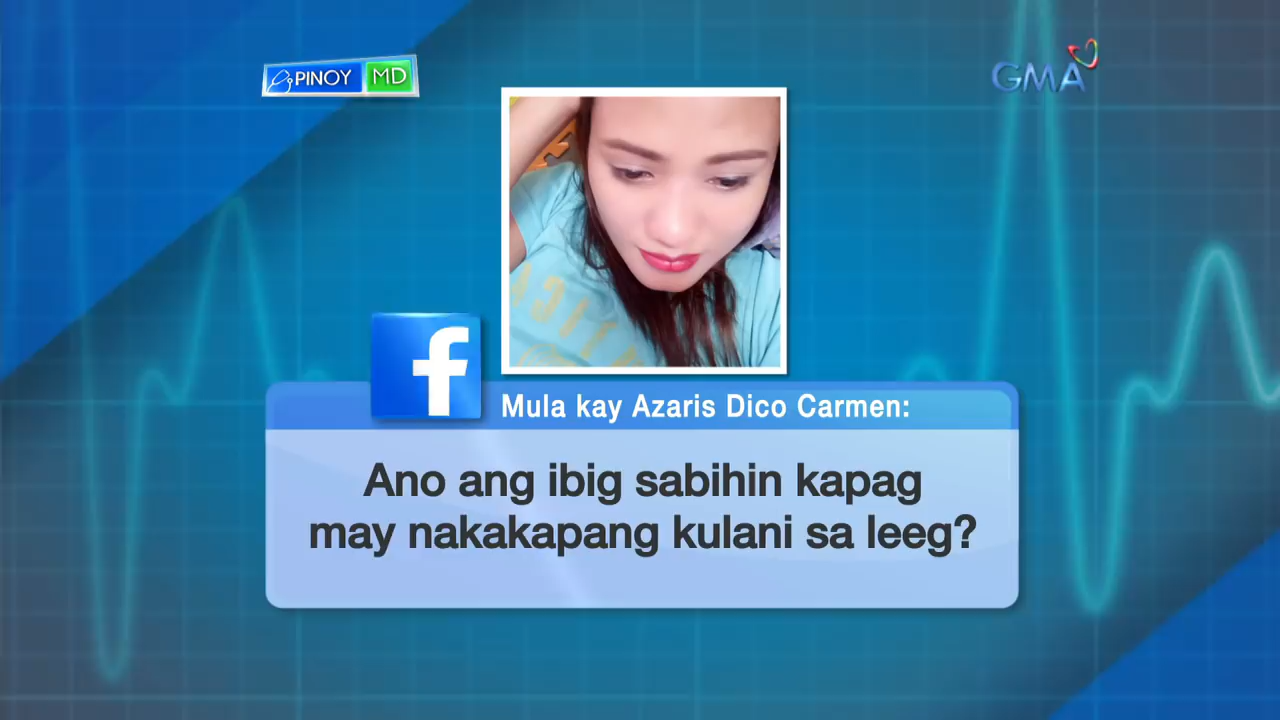 PINOY MD
GMA
f
Mula kay Azaris Dico Carmen:
Ano ang ibig sabihin kapag
may nakakapang kulani sa leeg?